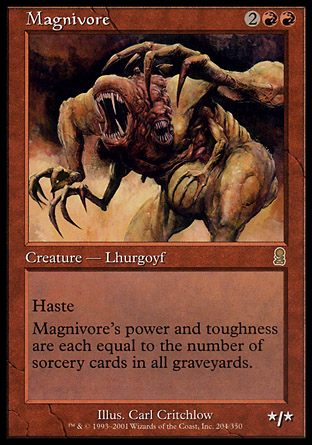 Magnivore 2
Creature — Lhurgoyf
Haste
Magnivore's power and toughness
are each equal to the number of
sorcery cards in all graveyards.
Illus. Carl Critchlow
™ & © 1993–2001 Wizards of the Coast, Inc. 204/350
*/*